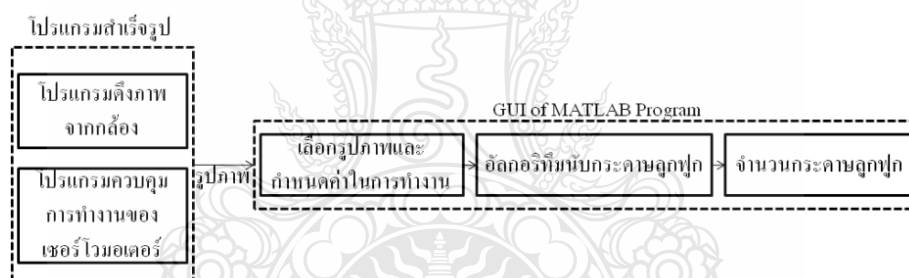 โปรแกรมสำเร็จรูป
โปรแกรมดึงภาพ
จากกล้อง
โปรแกรมควบคุม
การทำงานของ
เซอร์โวมอเตอร์
รูปภาพ
GUI of MATLAB Program
เลือกรูปภาพและ
กำหนดค่าในการทำงาน
อัลกอริทึมนับกระดาษลูกฟูก
จำนวนกระดาษลูกฟูก